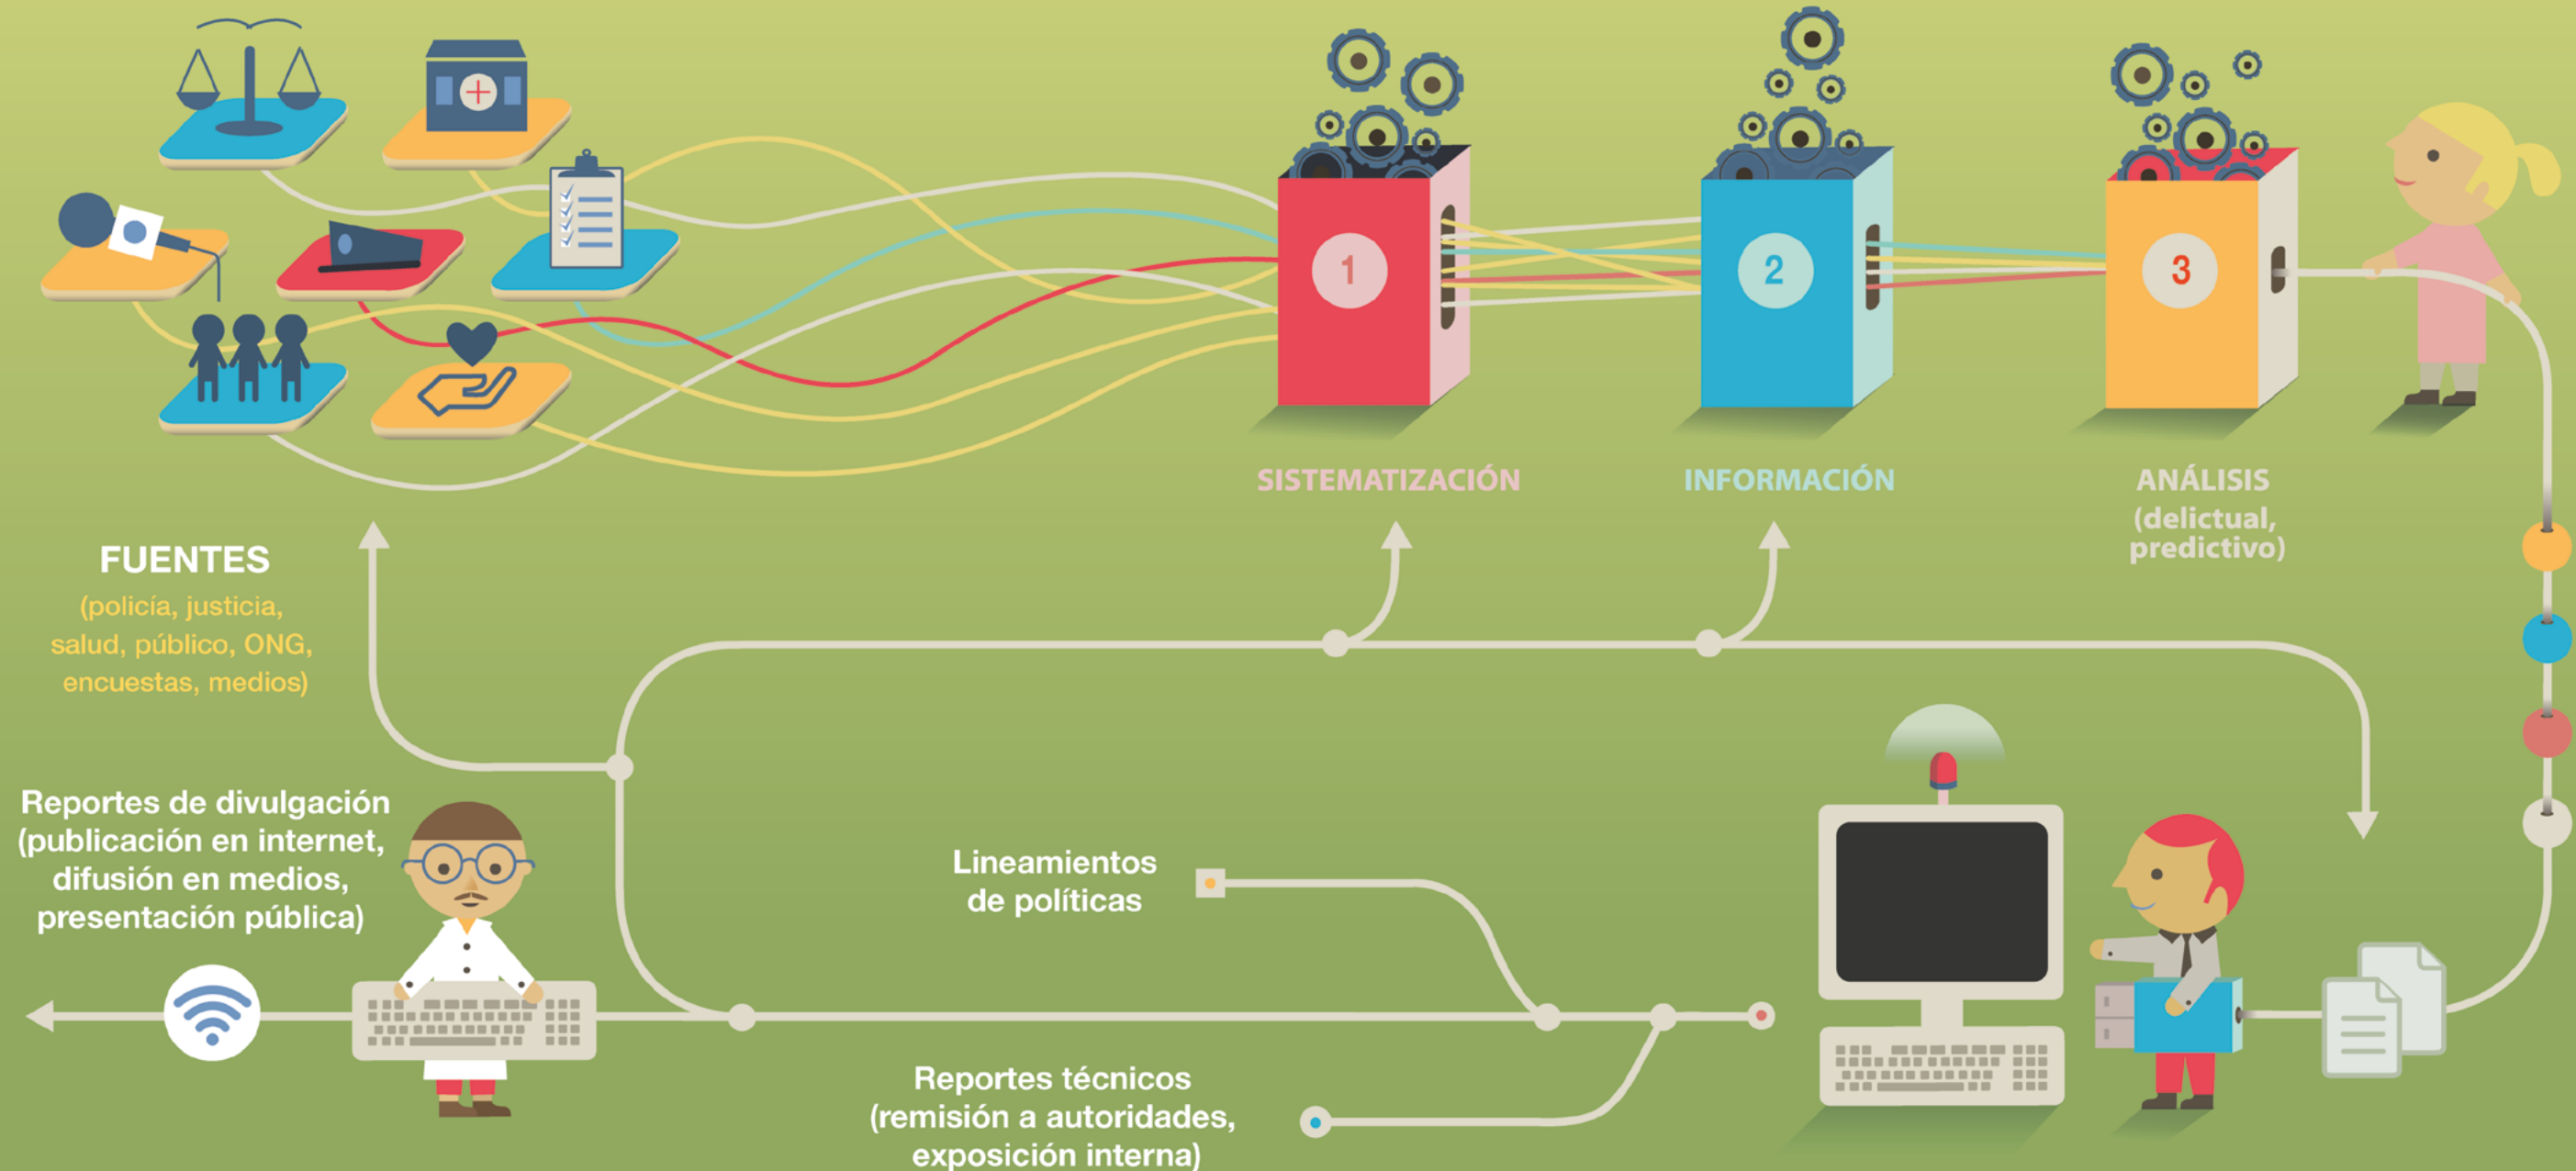 1
2
3
SISTEMATIZACIÓN
INFORMACIÓN
ANÁLISIS
(delictual,
predictivo)
FUENTES
(policía, justicia,
salud, público, ONG,
encuestas, medios)
Reportes de divulgación
(publicación en internet,
difusión en medios,
presentación pública)
Lineamientos
de políticas
Reportes técnicos
(remisión a autoridades,
exposición interna)